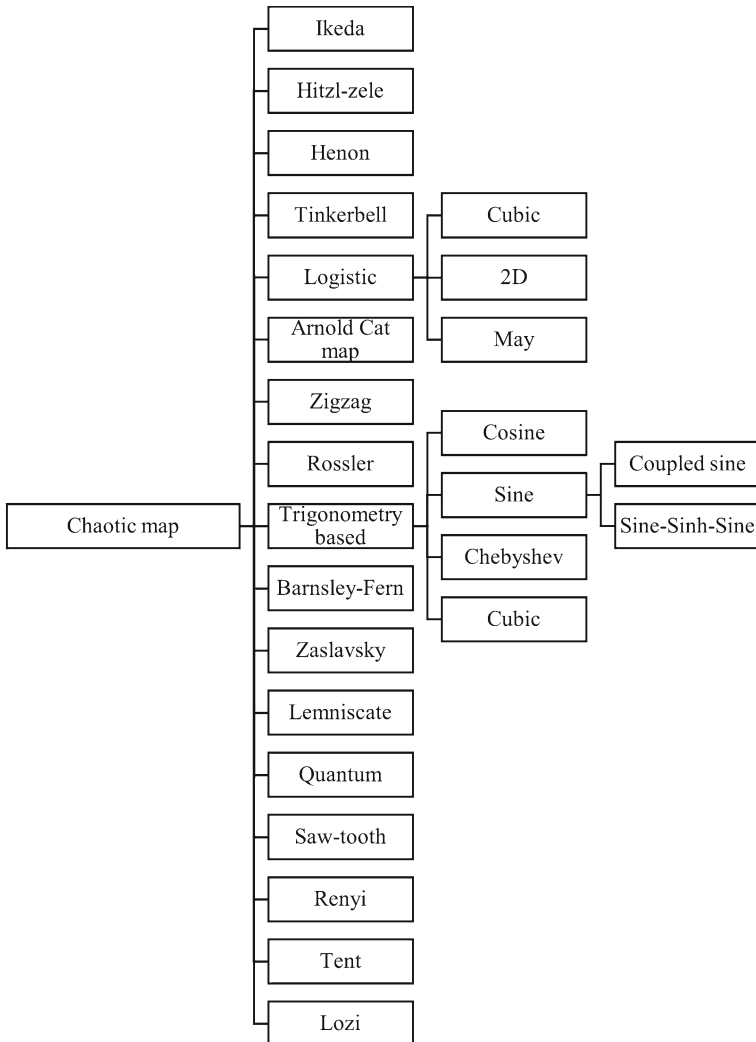 Ikeda
Hitzl-zele
Henon
Tinkerbell
Cubic
Logistic
2D
Arnold Cat
map
May
Zigzag
Cosine
Rossler
Coupled sine
Sine
Chaotic map
Trigonometry
based
Sine-Sinh-Sine
Chebyshev
Barnsley-Fern
Cubic
Zaslavsky
Lemniscate
Quantum
Saw-tooth
Renyi
Tent
Lozi